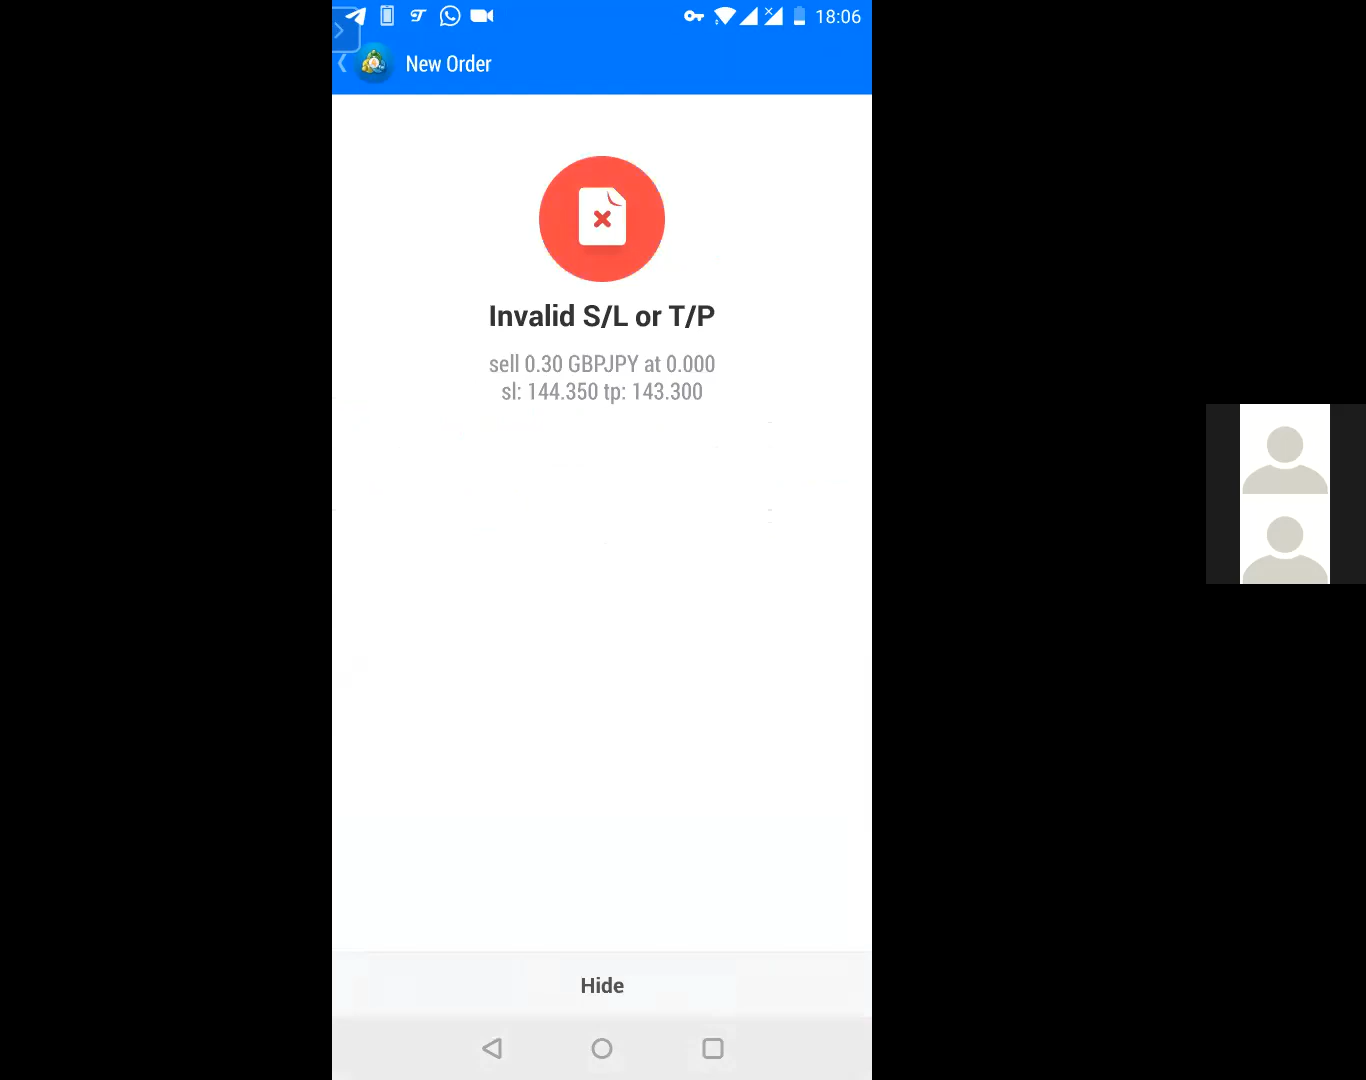 18:06
New Order
Invalid S/L or T/P
sell 0.30 GBPJPY at 0.000
sl: 144.350 tp: 143.300
Hide